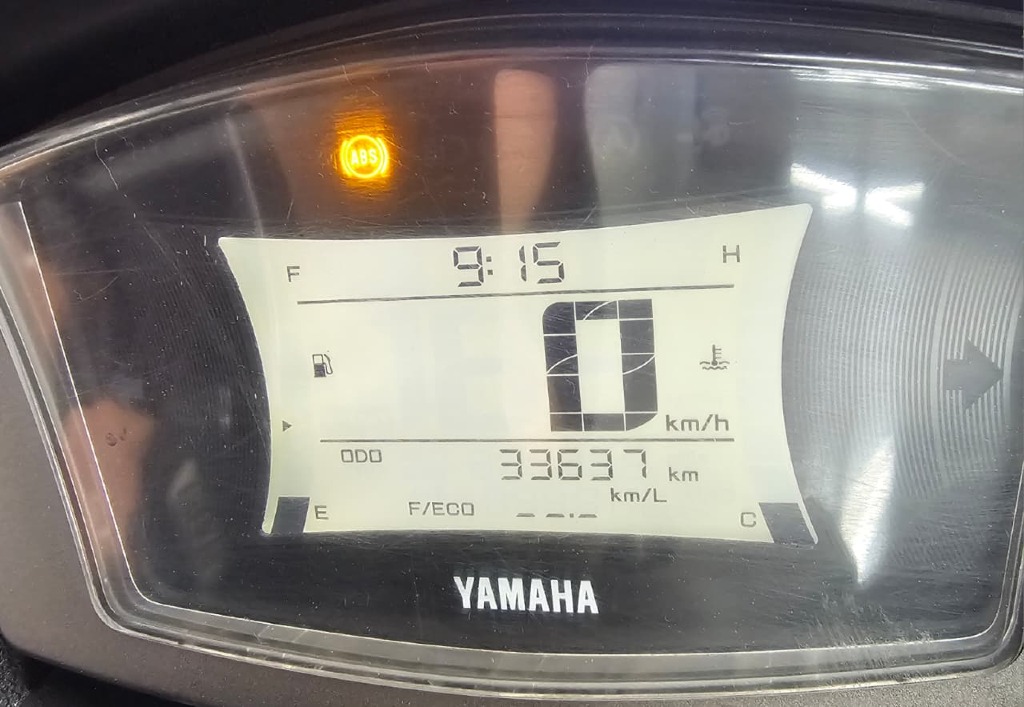 ABS
F 9:15 H
0 km/h
ODO 33637 km
km/L
E F/ECO --.- C
YAMAHA